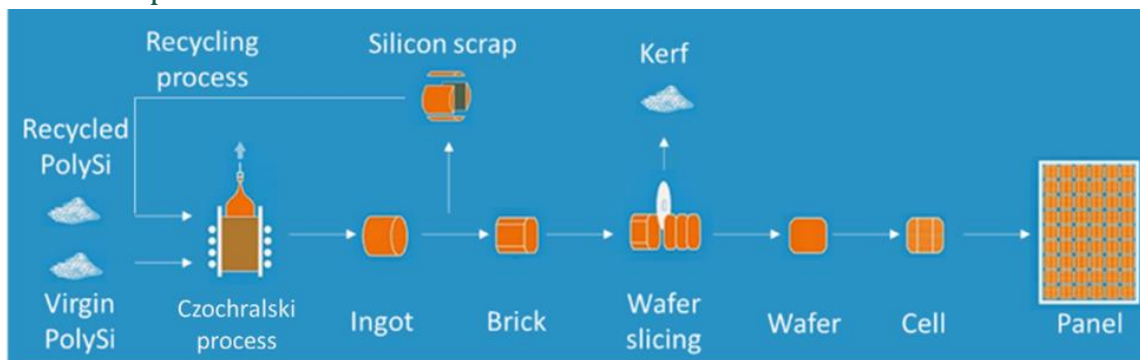 Recycling
process
Silicon scrap
Kerf
Recycled
PolySi
Virgin
PolySi
Czochralski
process
Ingot
Brick
Wafer
slicing
Wafer
Cell
Panel